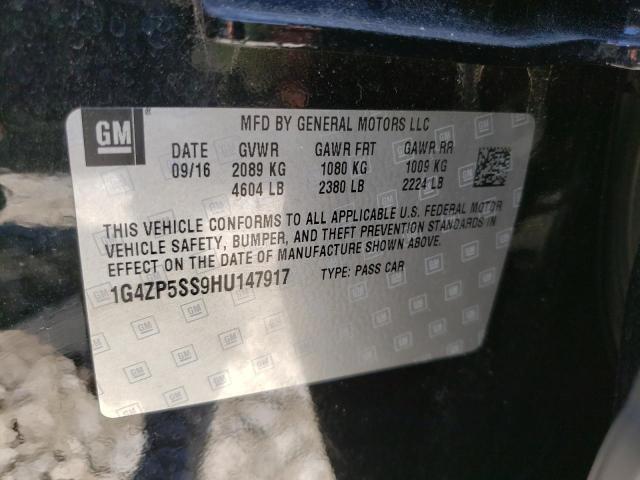 GM
®
MFD BY GENERAL MOTORS LLC
DATE GVWR GAWR FRT GAWR RR
09/16 2089 KG 1080 KG 1009 KG
4604 LB 2380 LB 2224 LB
THIS VEHICLE CONFORMS TO ALL APPLICABLE U.S. FEDERAL MOTOR
VEHICLE SAFETY, BUMPER, AND THEFT PREVENTION STANDARDS IN
EFFECT ON THE DATE OF MANUFACTURE SHOWN ABOVE.
1G4ZP5SS9HU147917 TYPE: PASS CAR